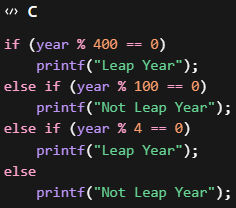 </> C
if (year % 400 == 0)
    printf("Leap Year");
else if (year % 100 == 0)
    printf("Not Leap Year");
else if (year % 4 == 0)
    printf("Leap Year");
else
    printf("Not Leap Year");